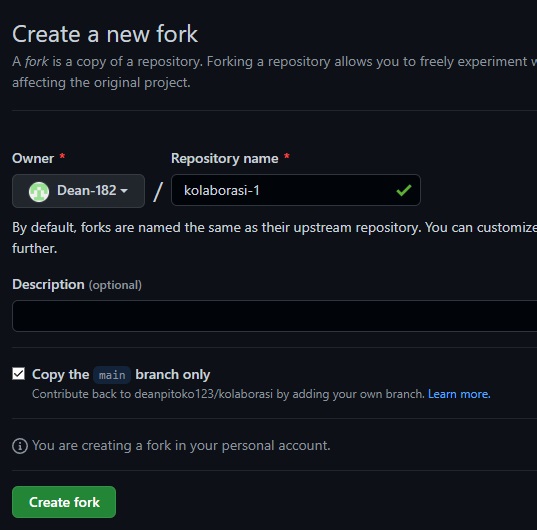 Create a new fork
A fork is a copy of a repository. Forking a repository allows you to freely experiment
affecting the original project.
Owner * Repository name *
Dean-182 / kolaborasi-1
By default, forks are named the same as their upstream repository. You can customize
further.
Description (optional)
Copy the main branch only
Contribute back to deanpitoko123/kolaborasi by adding your own branch. Learn more.
You are creating a fork in your personal account.
Create fork